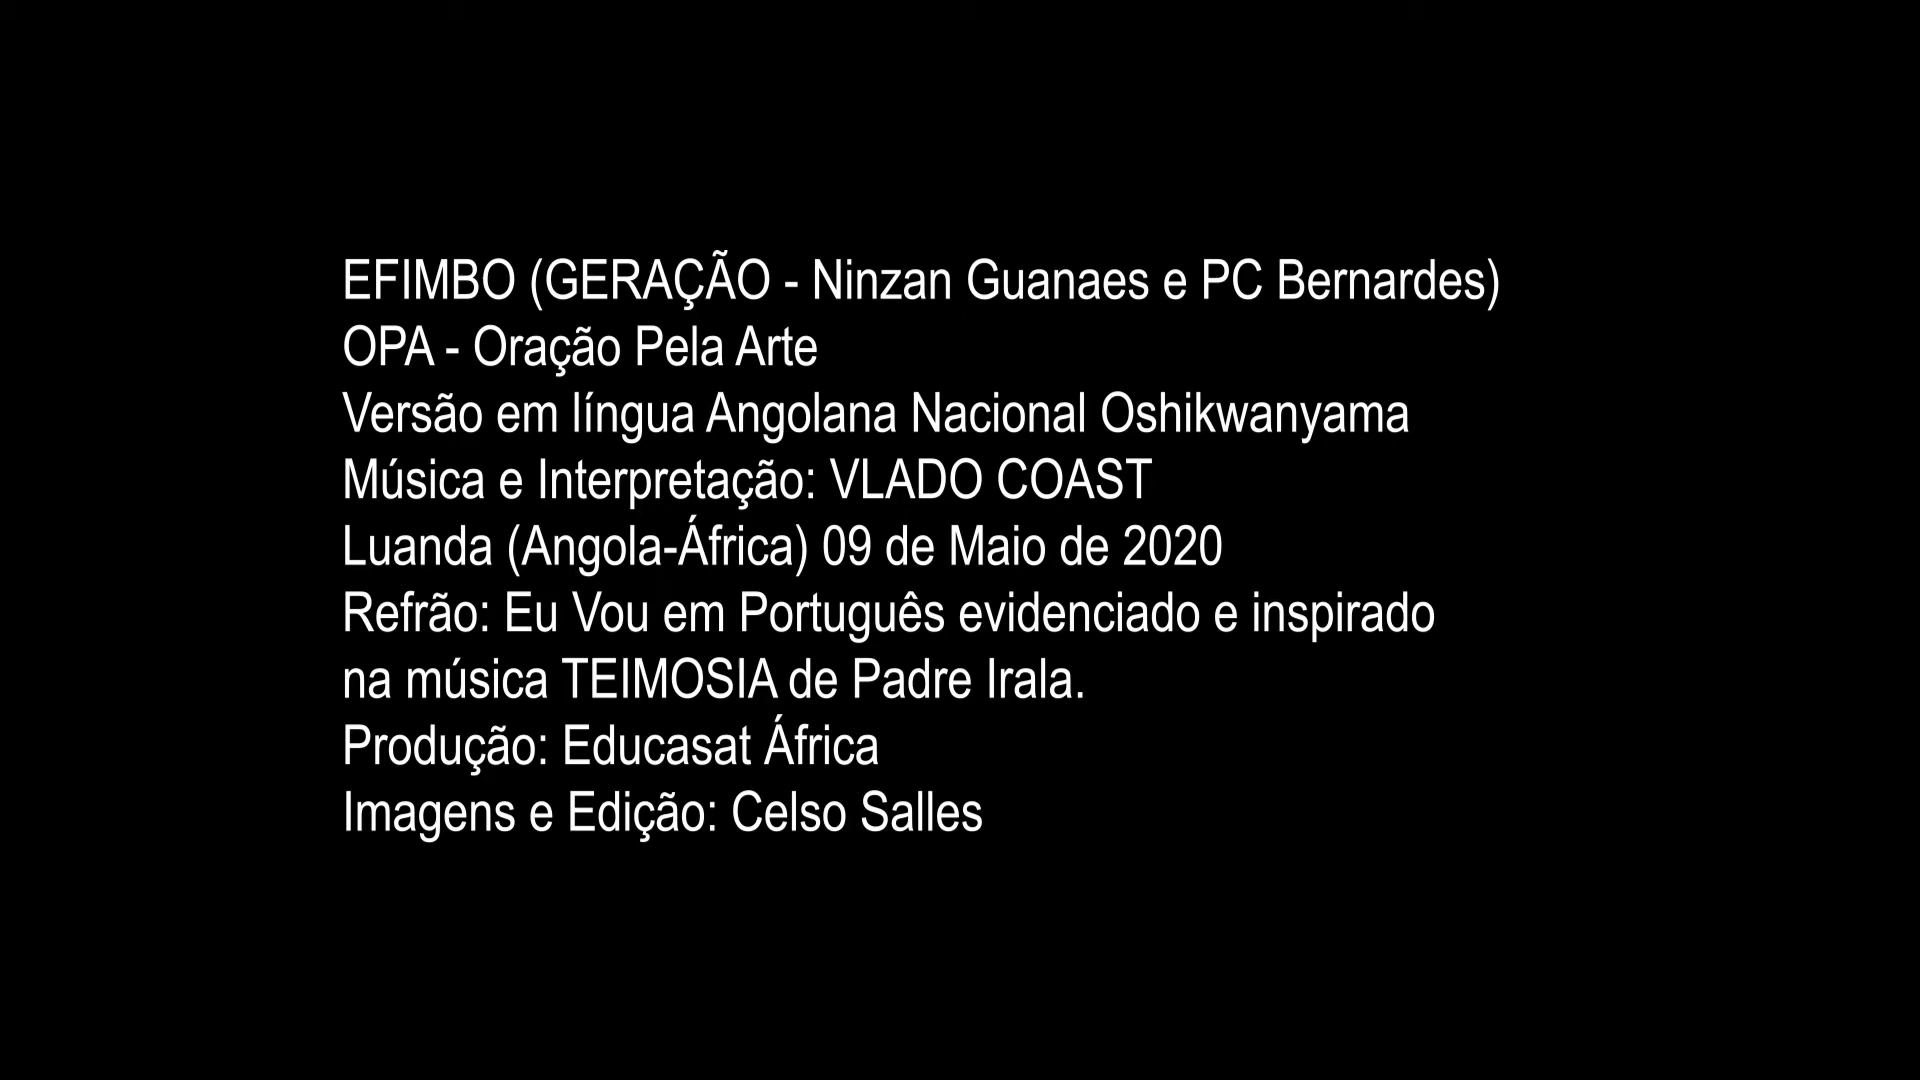 EFIMBO (GERAÇÃO - Ninzan Guanaes e PC Bernardes)
OPA - Oração Pela Arte
Versão em língua Angolana Nacional Oshikwanyama
Música e Interpretação: VLADO COAST
Luanda (Angola-África) 09 de Maio de 2020
Refrão: Eu Vou em Português evidenciado e inspirado
na música TEIMOSIA de Padre Irala.
Produção: Educasat África
Imagens e Edição: Celso Salles